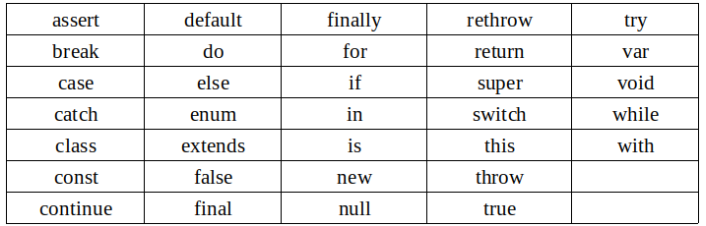 assert default finally rethrow try
break do for return var
case else if super void
catch enum in switch while
class extends is this with
const false new throw
continue final null true